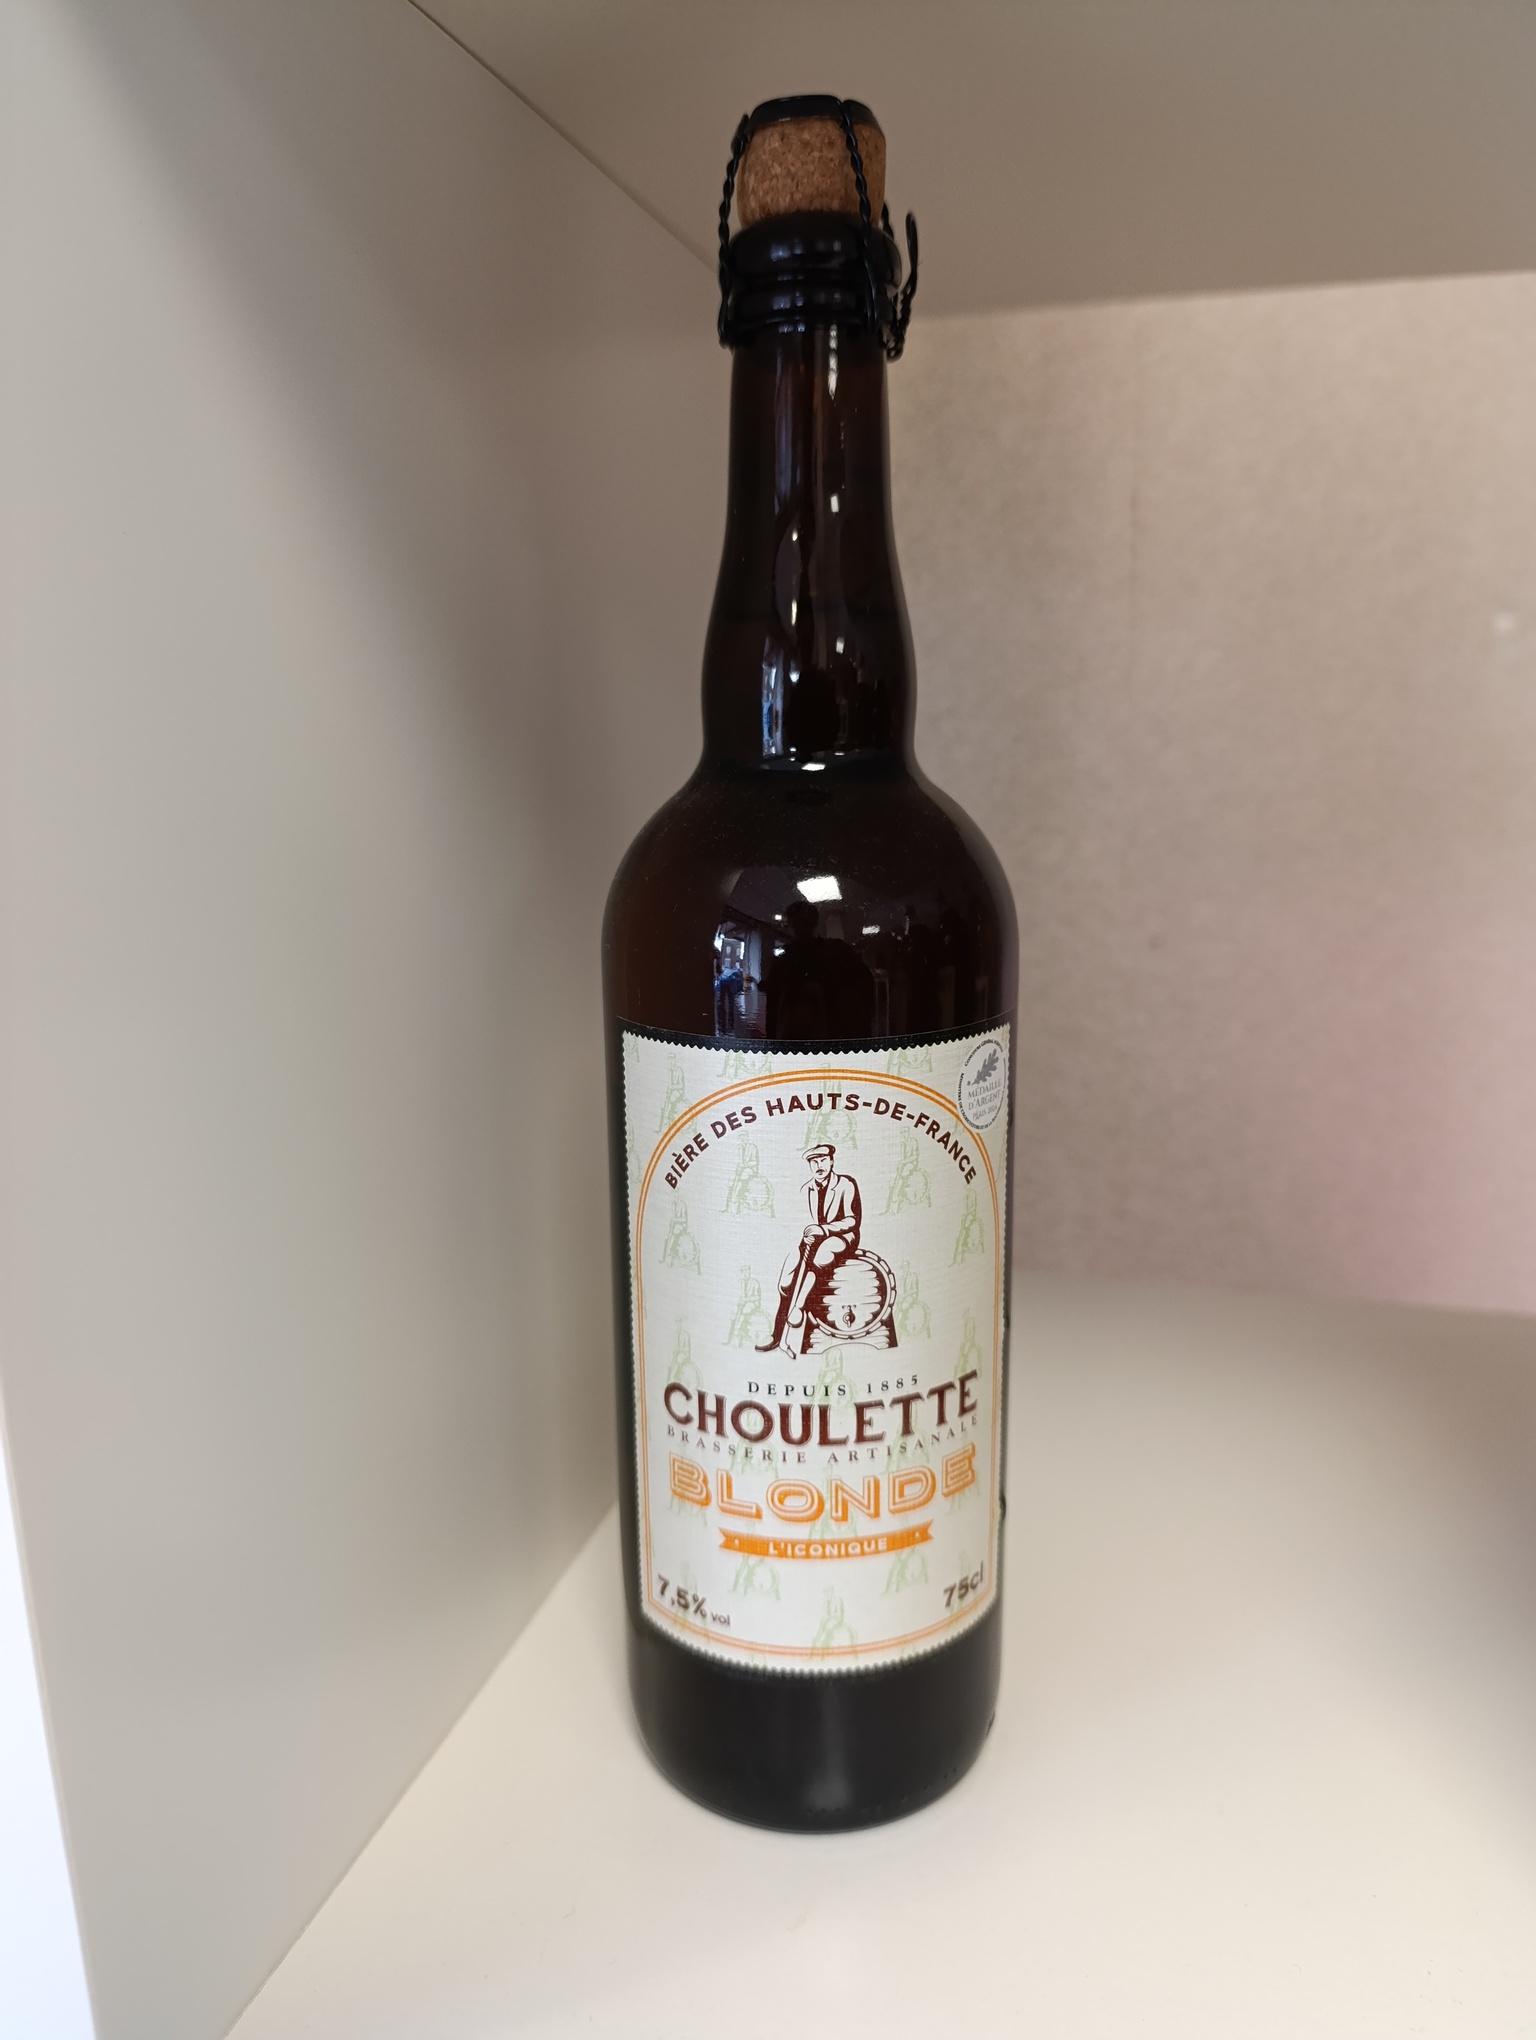 BIÈRE DES HAUTS-DE-FRANCE
MÉDAILLE
D'ARGENT
DEPUIS 1885
CHOULETTE
BRASSERIE ARTISANALE
BLONDE
L'ICONIQUE
7,5% vol
75cl